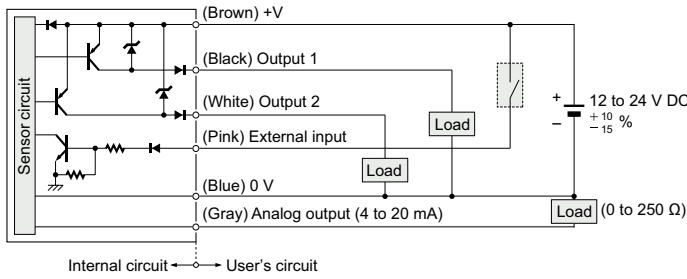 Sensor circuit
(Brown) +V
(Black) Output 1
(White) Output 2
(Pink) External input
(Blue) 0 V
(Gray) Analog output (4 to 20 mA)
Load
Load
+
−
12 to 24 V DC
+10
−15 %
Load (0 to 250 Ω)
Internal circuit
User's circuit